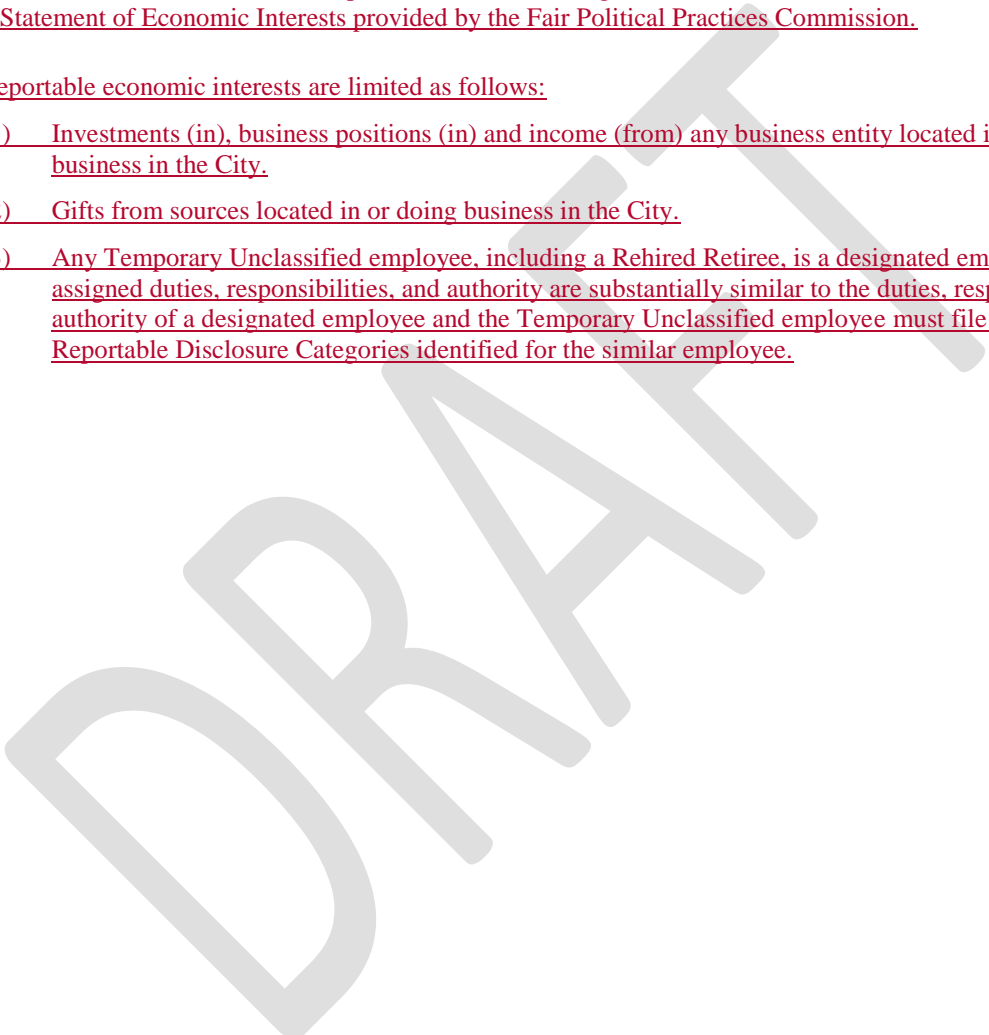 Statement of Economic Interests provided by the Fair Political Practices Commission.
eportable economic interests are limited as follows:
) Investments (in), business positions (in) and income (from) any business entity located i
business in the City.
) Gifts from sources located in or doing business in the City.
) Any Temporary Unclassified employee, including a Rehired Retiree, is a designated em
assigned duties, responsibilities, and authority are substantially similar to the duties, resp
authority of a designated employee and the Temporary Unclassified employee must file
Reportable Disclosure Categories identified for the similar employee.
DRAFT